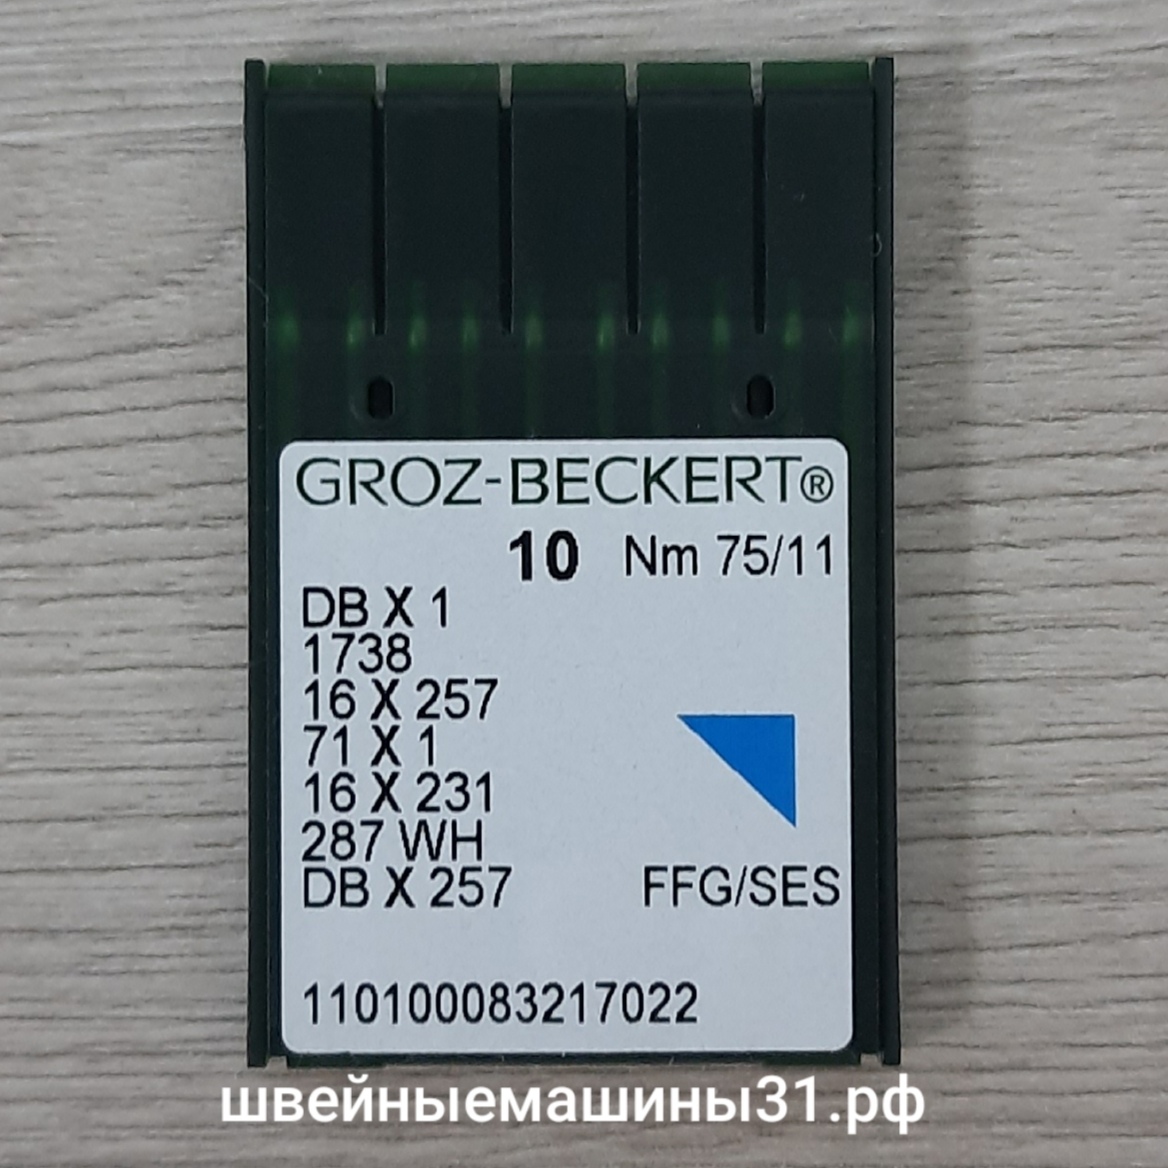 GROZ-BECKERT®
10 Nm 75/11
DB X 1
1738
16 X 257
71 X 1
16 X 231
287 WH
DB X 257 FFG/SES
110100083217022
швейныемашины31.рф